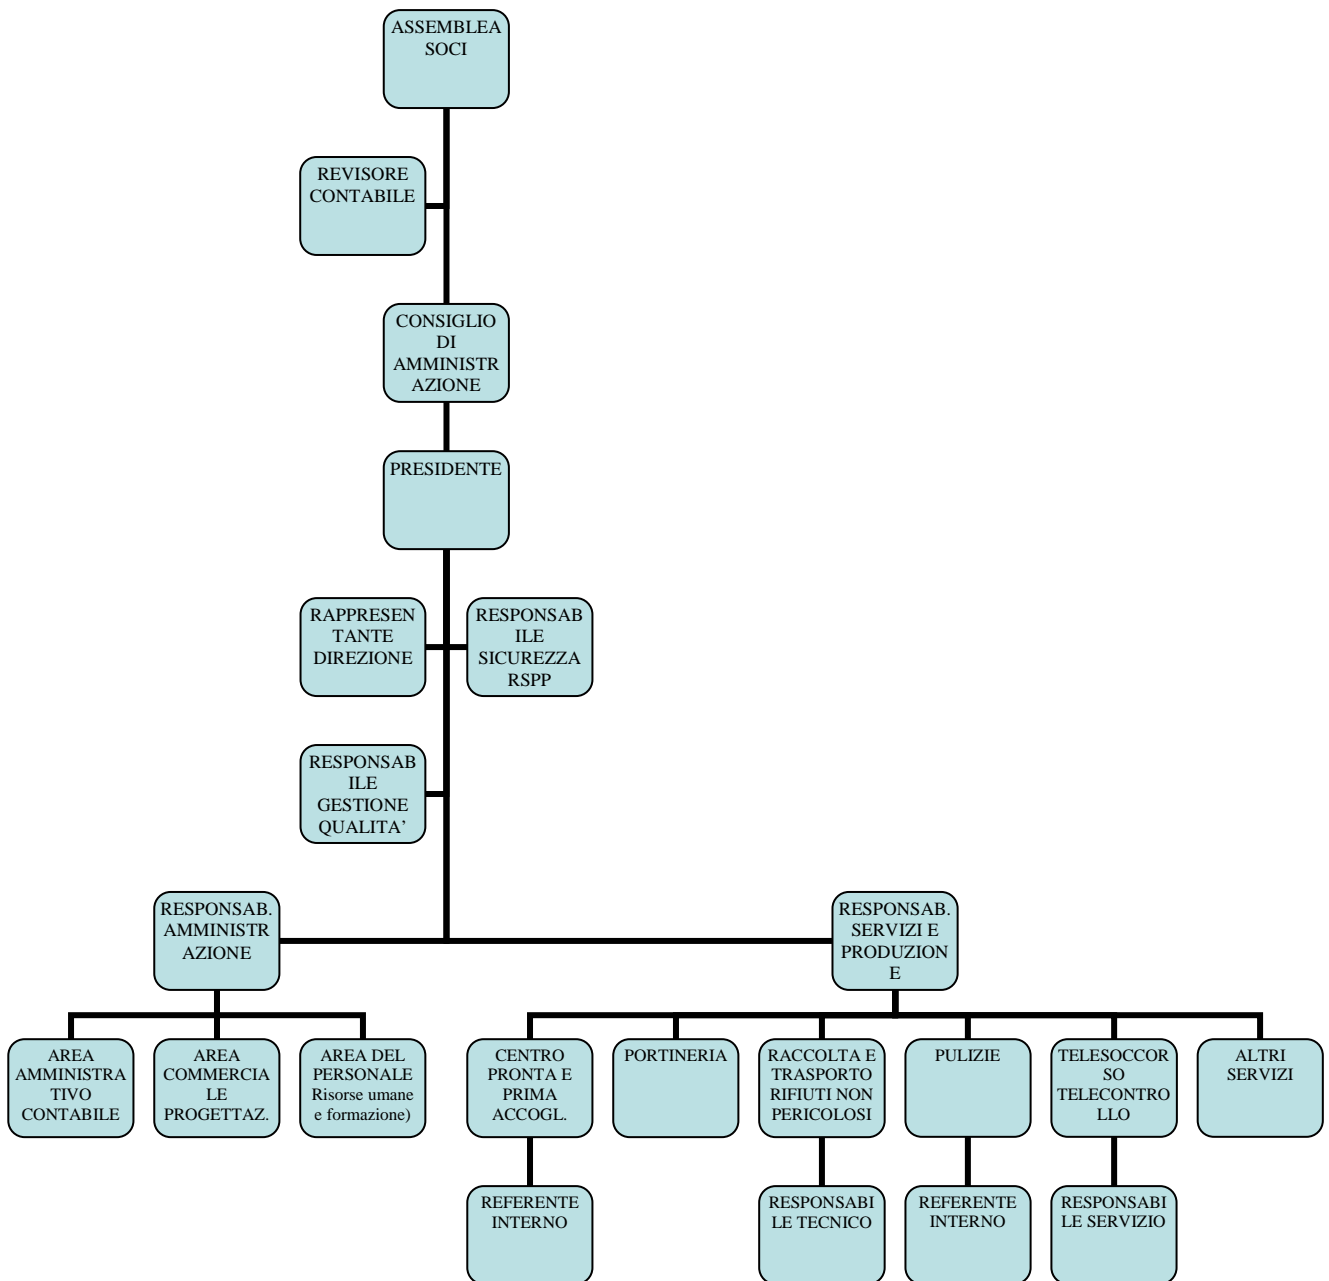 ASSEMBLEA
SOCI
REVISORE
CONTABILE
CONSIGLIO
DI
AMMINISTR
AZIONE
PRESIDENTE
RAPPRESEN
TANTE
DIREZIONE
RESPONSAB
ILE
SICUREZZA
RSPP
RESPONSAB
ILE
GESTIONE
QUALITA’
RESPONSAB.
AMMINISTR
AZIONE
RESPONSAB.
SERVIZI E
PRODUZION
E
AREA
AMMINISTRA
TIVO
CONTABILE
AREA
COMMERCIA
LE
PROGETTAZ.
AREA DEL
PERSONALE
Risorse umane
e formazione)
CENTRO
PRONTA E
PRIMA
ACCOGL.
PORTINERIA
RACCOLTA E
TRASPORTO
RIFIUTI NON
PERICOLOSI
PULIZIE
TELESOCCOR
SO
TELECONTRO
LLO
ALTRI
SERVIZI
REFERENTE
INTERNO
RESPONSABI
LE TECNICO
REFERENTE
INTERNO
RESPONSABI
LE SERVIZIO